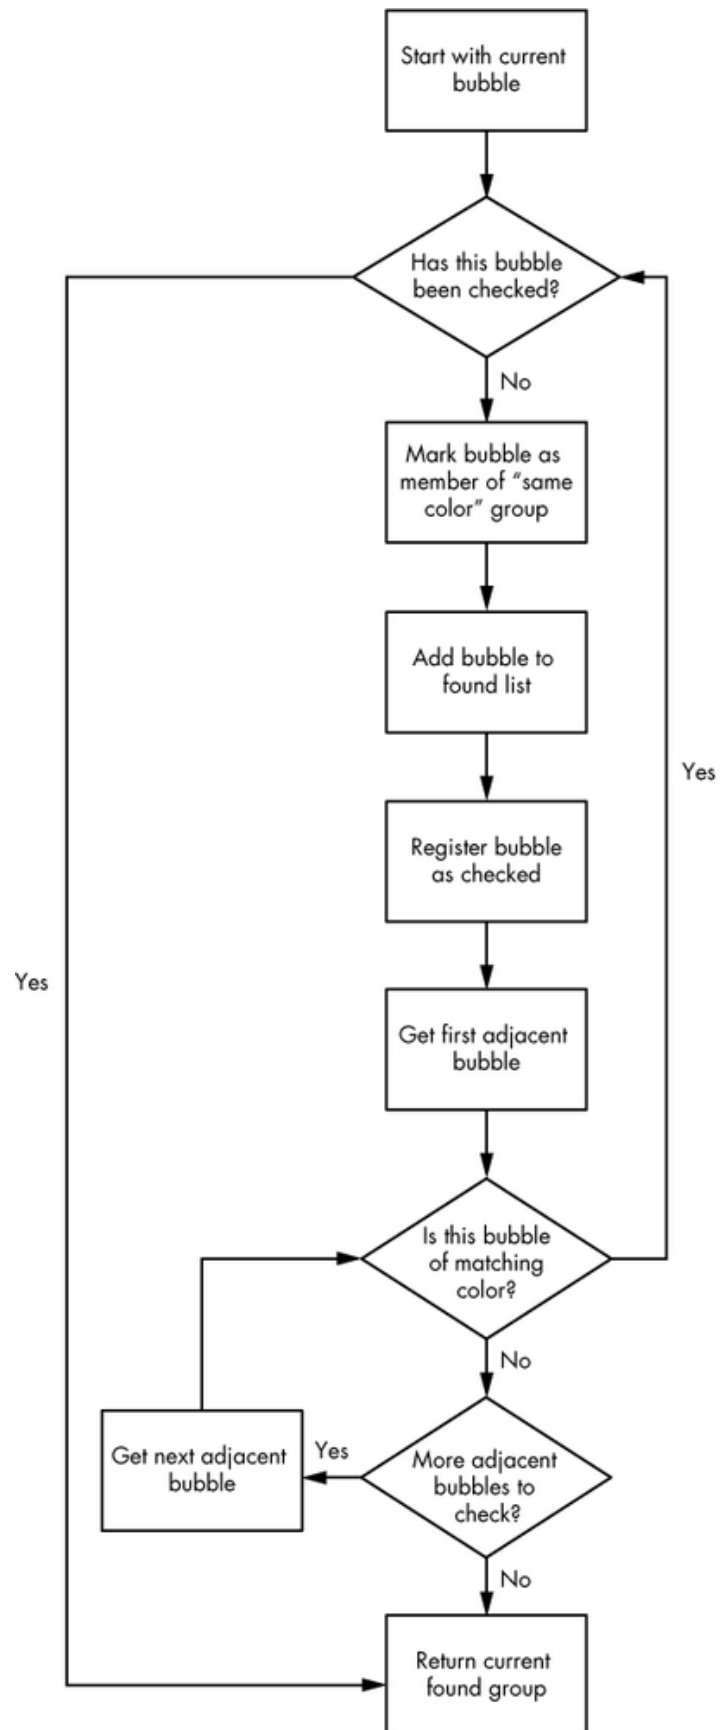 Start with current
bubble
Has this bubble
been checked?
No
Mark bubble as
member of “same
color” group
Add bubble to
found list
Yes
Register bubble
as checked
Yes
Get first adjacent
bubble
Is this bubble
of matching
color?
No
Get next adjacent
bubble
Yes
More adjacent
bubbles to
check?
No
Return current
found group